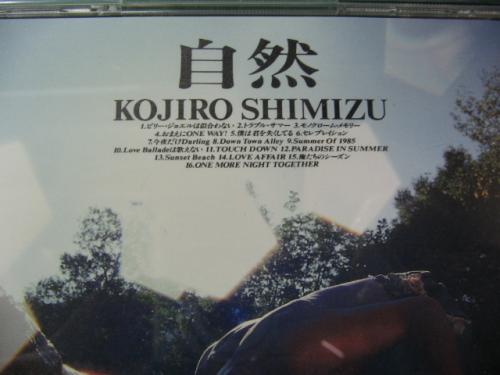 自然
KOJIRO SHIMIZU
1.ビリー・ジョエルは似合わない 2.トラブル・サマー 3.モノクローム・メモリー
4.おまえにONE WAY! 5.僕は君を失くしてる 6.セレブレイション
7.今夜だけDarling 8.Down Town Alley 9.Summer Of 1985
10.Love Balladeは歌えない 11.TOUCH DOWN 12.PARADISE IN SUMMER
13.Sunset Beach 14.LOVE AFFAIR 15.俺たちのシーズン
16.ONE MORE NIGHT TOGETHER